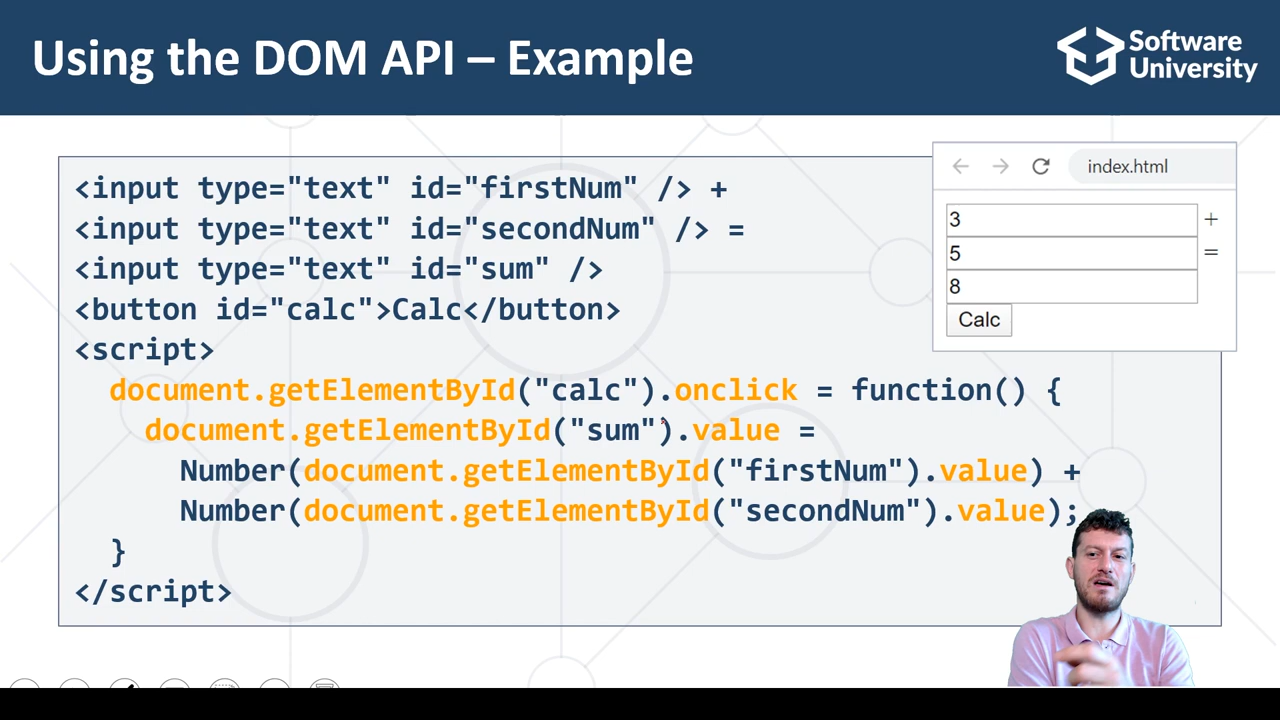 Using the DOM API – Example
Software
University
<input type="text" id="firstNum" /> +
<input type="text" id="secondNum" /> =
<input type="text" id="sum" />
<button id="calc">Calc</button>
<script>
document.getElementById("calc").onclick = function() {
document.getElementById("sum").value =
Number(document.getElementById("firstNum").value) +
Number(document.getElementById("secondNum").value);
}
</script>
index.html
3 +
5 =
8
Calc